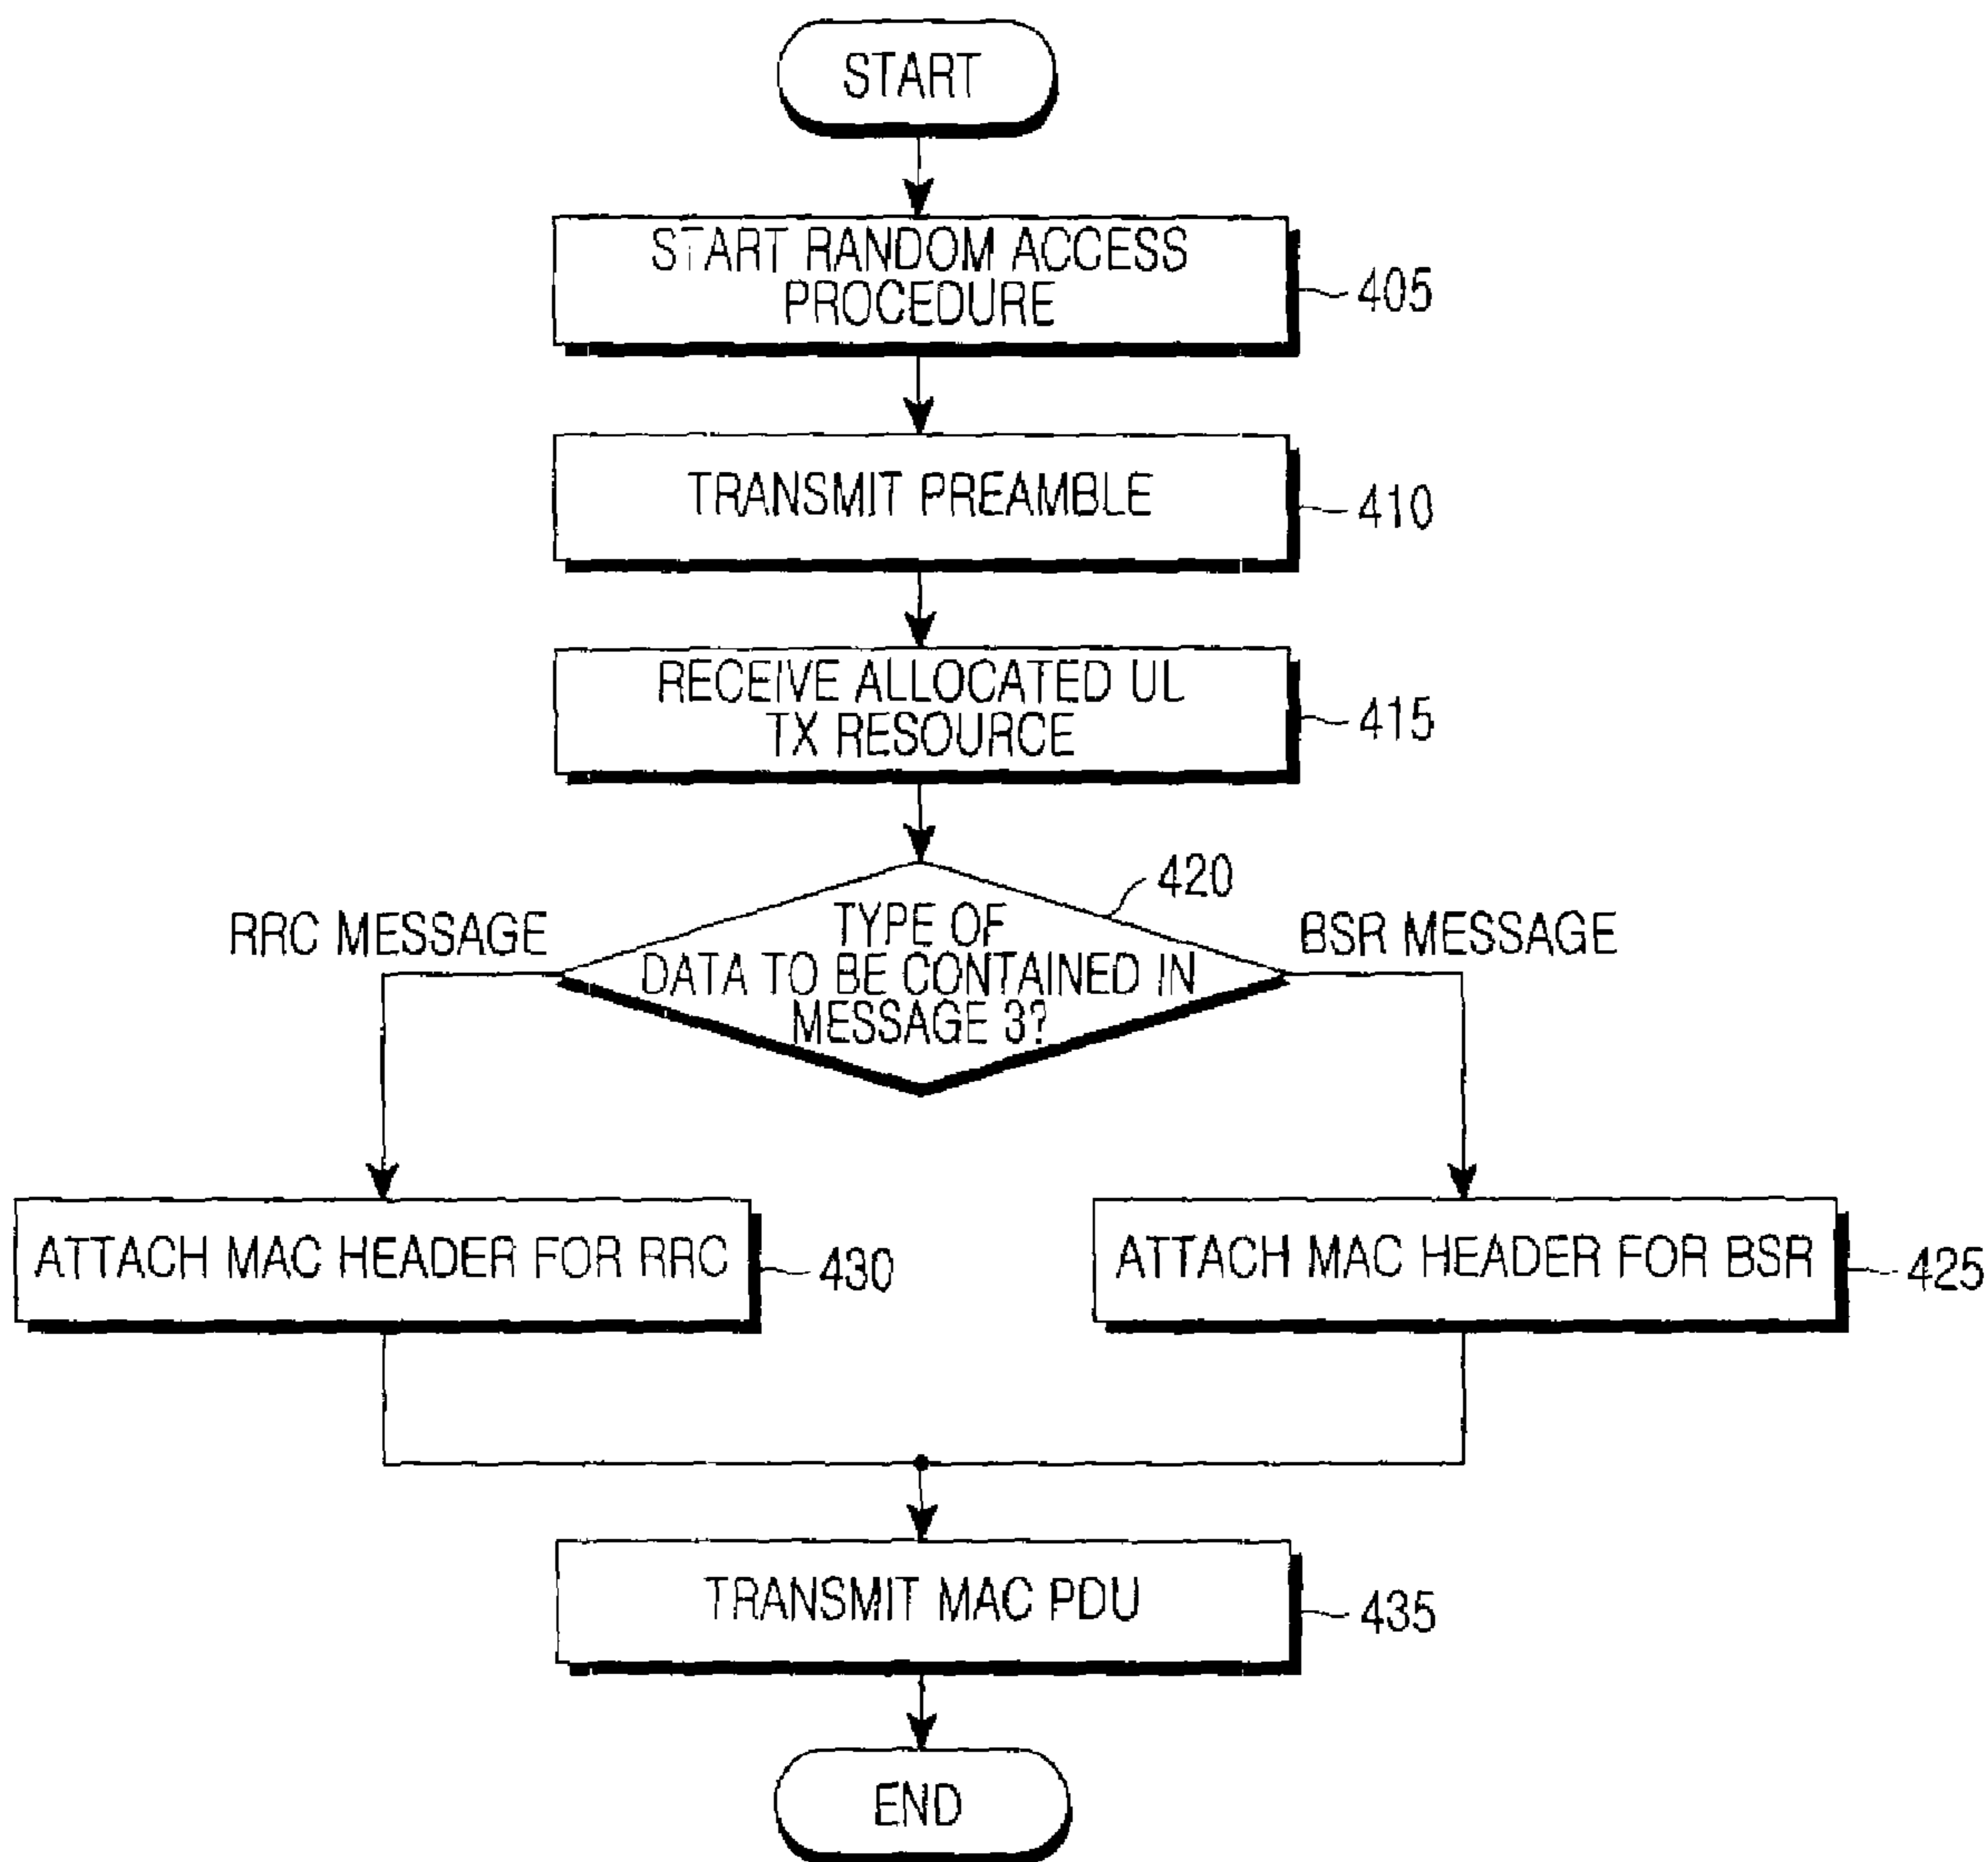 START
START RANDOM ACCESS
PROCEDURE
405
TRANSMIT PREAMBLE
410
RECEIVE ALLOCATED UL
TX RESOURCE
415
420
RRC MESSAGE
TYPE OF
DATA TO BE CONTAINED IN
MESSAGE 3?
BSR MESSAGE
ATTACH MAC HEADER FOR RRC
430
ATTACH MAC HEADER FOR BSR
425
TRANSMIT MAC PDU
435
END